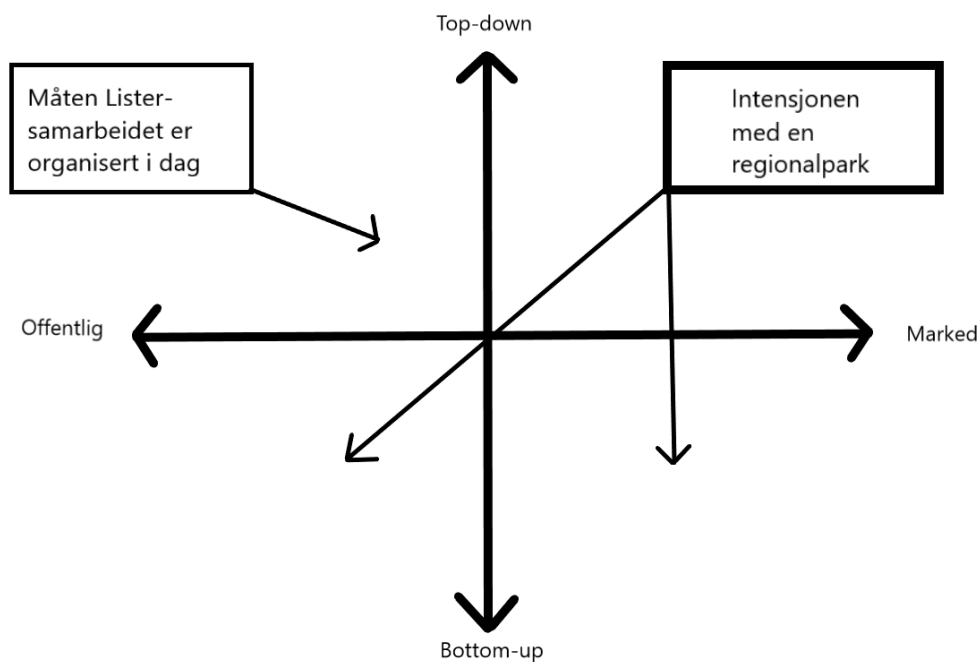 Top-down
Måten Lister-
samarbeidet er
organisert i dag
Intensjonen
med en
regionalpark
Offentlig
Marked
Bottom-up